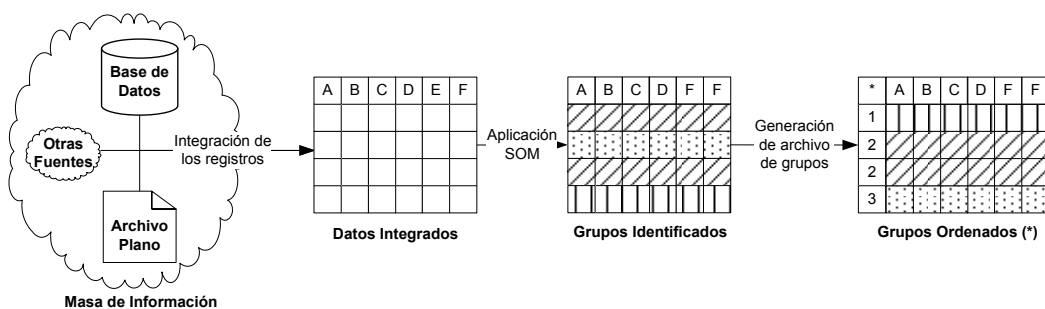 Base de
Datos
Otras
Fuentes
Archivo
Plano
Masa de Información
Integración de
los registros
A B C D E F
Datos Integrados
Aplicación
SOM
A B C D F F
Grupos Identificados
Generación
de archivo
de grupos
* A B C D F F
1
2
2
3
Grupos Ordenados (*)